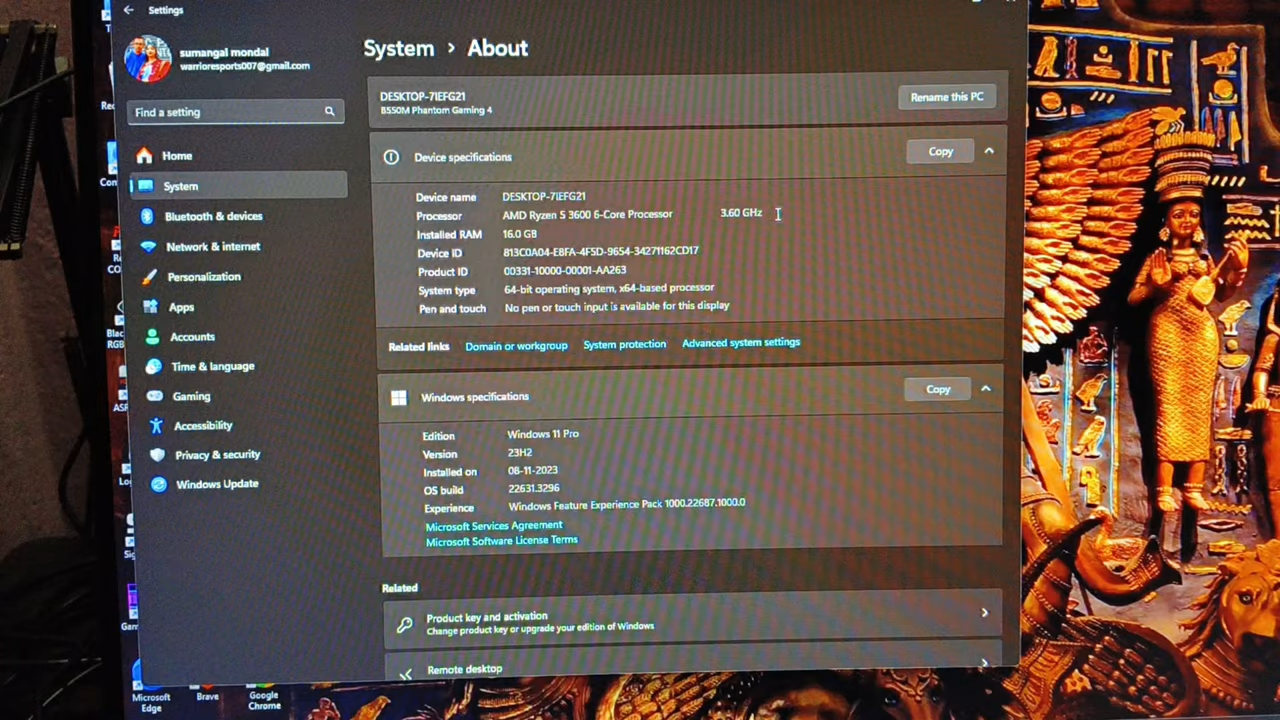 Settings
sumangal mondal
warrioresports007@gmail.com
Find a setting
Home
System
Bluetooth & devices
Network & internet
Personalization
Apps
Accounts
Time & language
Gaming
Accessibility
Privacy & security
Windows Update
System > About
DESKTOP-7IEFG21
B550M Phantom Gaming 4
Rename this PC
Device specifications
Copy
Device name DESKTOP-7IEFG21
Processor AMD Ryzen 5 3600 6-Core Processor 3.60 GHz
Installed RAM 16.0 GB
Device ID 813C0A04-E8FA-4F5D-9654-34271162CD17
Product ID 00331-10000-00001-AA263
System type 64-bit operating system, x64-based processor
Pen and touch No pen or touch input is available for this display
Related links Domain or workgroup System protection Advanced system settings
Windows specifications
Copy
Edition Windows 11 Pro
Version 23H2
Installed on 08-11-2023
OS build 22631.3296
Experience Windows Feature Experience Pack 1000.22687.1000.0
Microsoft Services Agreement
Microsoft Software License Terms
Related
Product key and activation
Change product key or upgrade your edition of Windows
Remote desktop
Microsoft
Edge
Brave
Google
Chrome